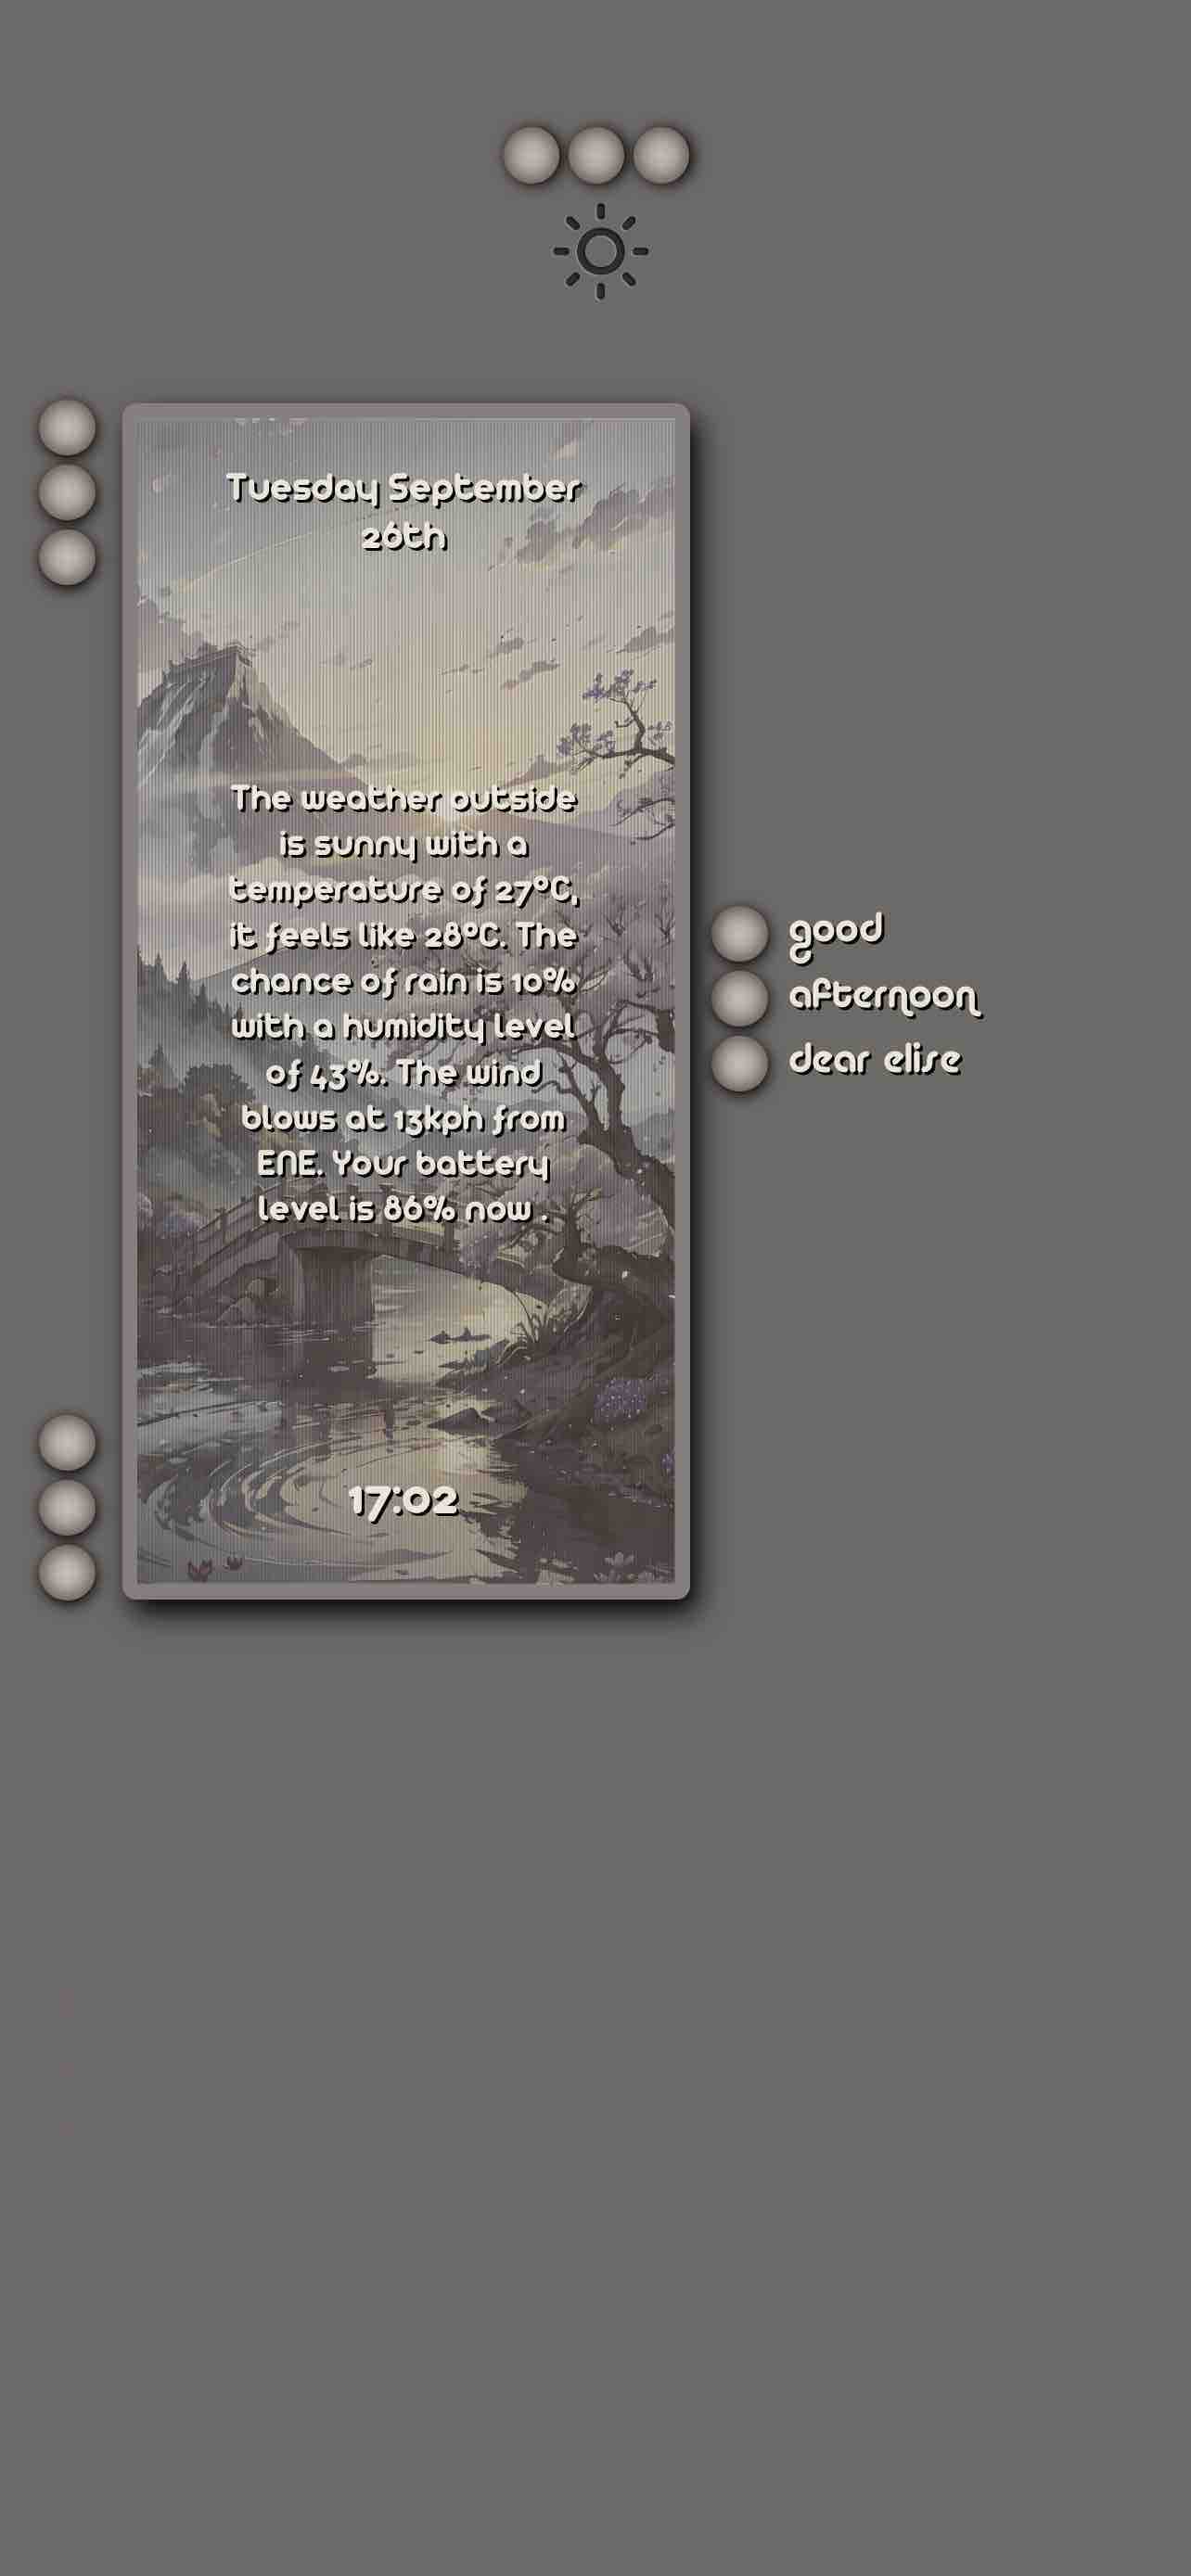 Tuesday September
26th
The weather outside
is sunny with a
temperature of 27°C,
it feels like 28°C. The
chance of rain is 10%
with a humidity level
of 43%. The wind
blows at 13kph from
ENE. Your battery
level is 86% now .
17:02
good
afternoon
dear elise